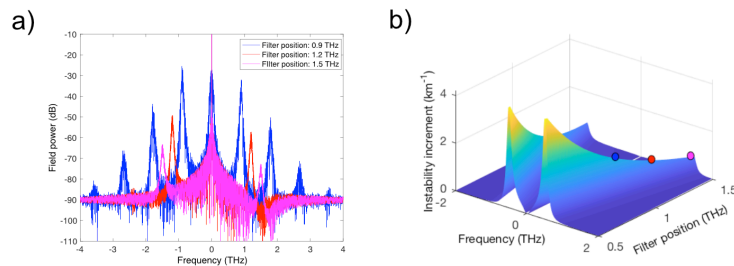 a)
-10
-20
-30
-40
-50
-60
-70
-80
-90
-100
-110
Field power (dB)
Filter position: 0.9 THz
Filter position: 1.2 THz
Filter position: 1.5 THz
-4 -3 -2 -1 0 1 2 3 4
Frequency (THz)
b)
4
2
0
Instability increment (km⁻¹)
-2 0 2
Frequency (THz)
0.5 1 1.5
Filter position (THz)